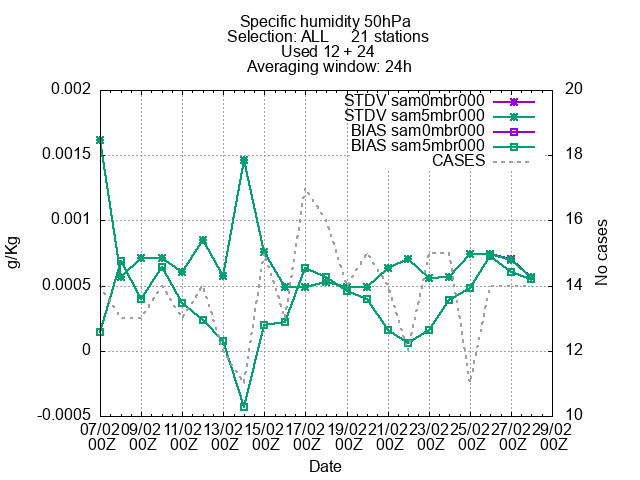 Specific humidity 50hPa
Selection: ALL 21 stations
Used 12 + 24
Averaging window: 24h
0.002
0.0015
0.001
0.0005
0
-0.0005
g/Kg
STDV sam0mbr000
STDV sam5mbr000
BIAS sam0mbr000
BIAS sam5mbr000
CASES
20
18
16
14
12
10
No cases
07/02 09/02 11/02 13/02 15/02 17/02 19/02 21/02 23/02 25/02 27/02 29/02
00Z 00Z 00Z 00Z 00Z 00Z 00Z 00Z 00Z 00Z 00Z 00Z
Date